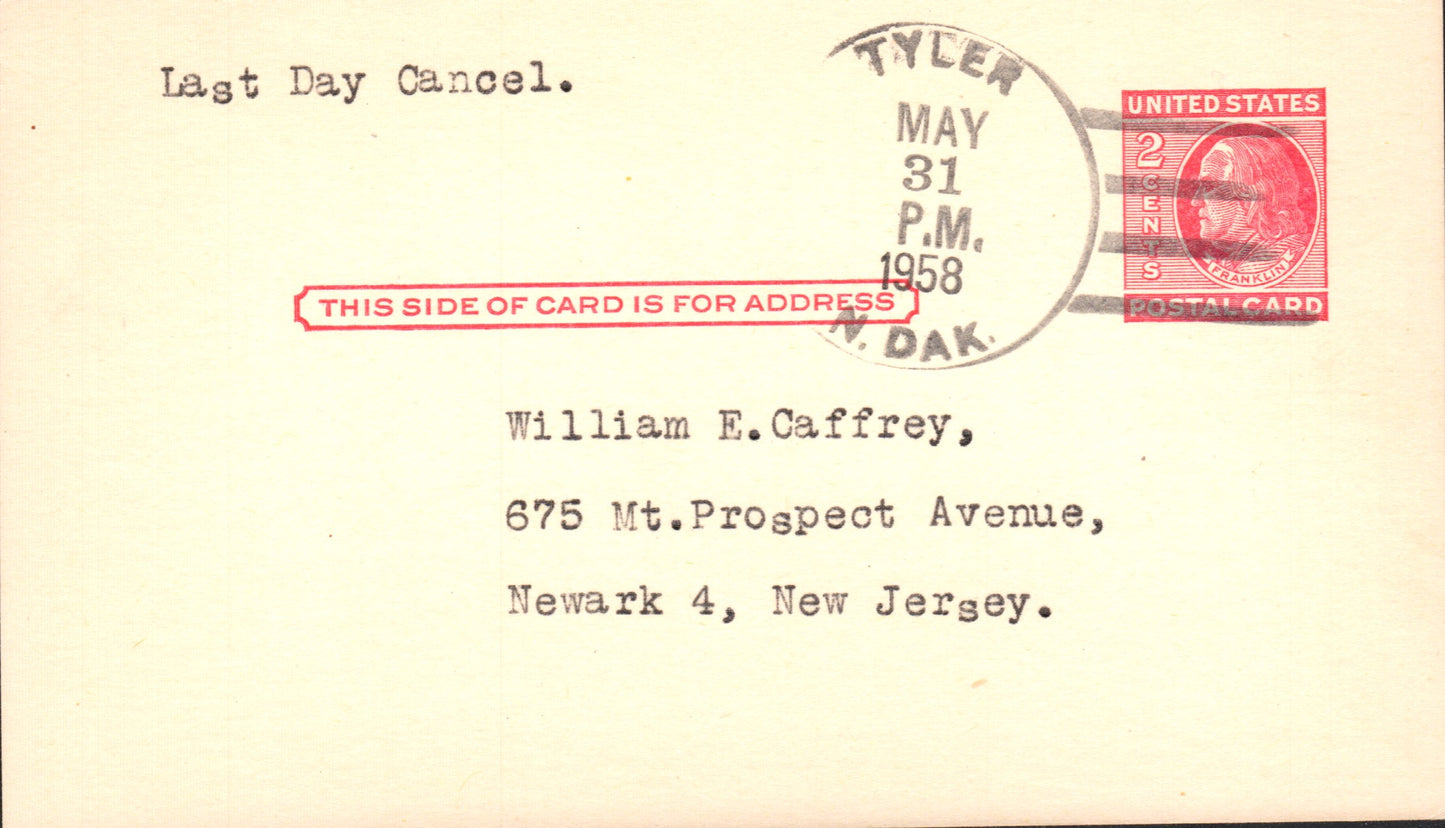 Last Day Cancel.
TYLER
MAY
31
P.M.
1958
N. DAK.
UNITED STATES
2
CENTS
FRANKLIN
POSTAL CARD
THIS SIDE OF CARD IS FOR ADDRESS
William E.Caffrey,
675 Mt.Prospect Avenue,
Newark 4, New Jersey.